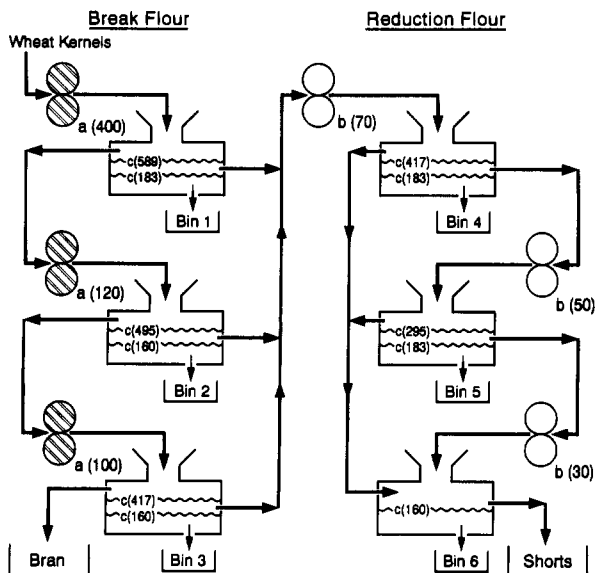 Break Flour
Reduction Flour
Wheat Kernels
a (400)
c(589)
c(183)
Bin 1
a (120)
c(495)
c(160)
Bin 2
a (100)
c(417)
c(160)
Bin 3
Bran
b (70)
c(417)
c(183)
Bin 4
b (50)
c(295)
c(183)
Bin 5
b (30)
c(160)
Bin 6
Shorts